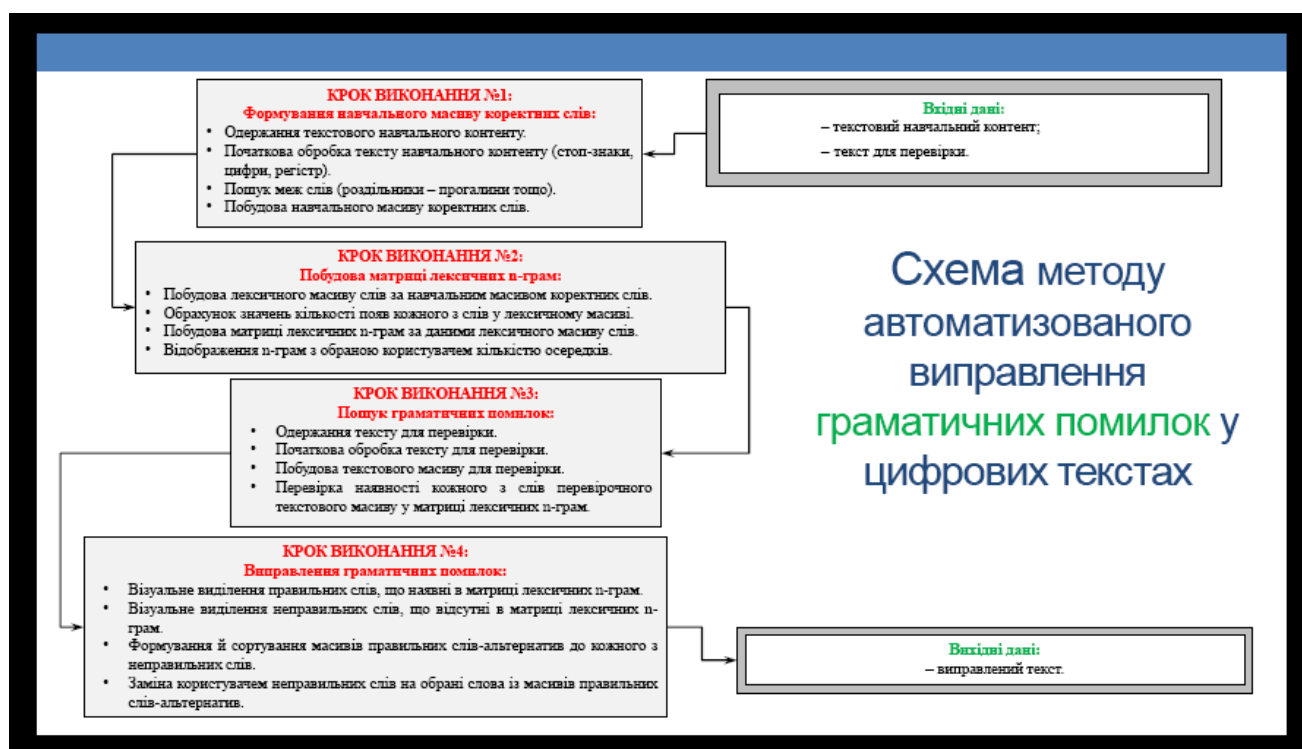 КРОК ВИКОНАННЯ №1:
Формування навчального масиву коректних слів:
• Одержання текстового навчального контенту.
• Початкова обробка тексту навчального контенту (стоп-знаки,
цифри, регістр).
• Пошук меж слів (роздільники – прогалини тощо).
• Побудова навчального масиву коректних слів.
Вхідні дані:
– текстовий навчальний контент;
– текст для перевірки.
КРОК ВИКОНАННЯ №2:
Побудова матриці лексичних n-грам:
• Побудова лексичного масиву слів за навчальним масивом коректних слів.
• Обрахунок значень кількості появ кожного з слів у лексичному масиві.
• Побудова матриці лексичних n-грам за даними лексичного масиву слів.
• Відображення n-грам з обраною користувачем кількістю осередків.
Схема методу
автоматизованого
виправлення
граматичних помилок у
цифрових текстах
КРОК ВИКОНАННЯ №3:
Пошук граматичних помилок:
• Одержання тексту для перевірки.
• Початкова обробка тексту для перевірки.
• Побудова текстового масиву для перевірки.
• Перевірка наявності кожного з слів перевірочного
текстового масиву у матриці лексичних n-грам.
КРОК ВИКОНАННЯ №4:
Виправлення граматичних помилок:
• Візуальне виділення правильних слів, що наявні в матриці лексичних n-грам.
• Візуальне виділення неправильних слів, що відсутні в матриці лексичних n-
грам.
• Формування й сортування масивів правильних слів-альтернатив до кожного з
неправильних слів.
• Заміна користувачем неправильних слів на обрані слова із масивів правильних
слів-альтернатив.
Вихідні дані:
– виправлений текст.